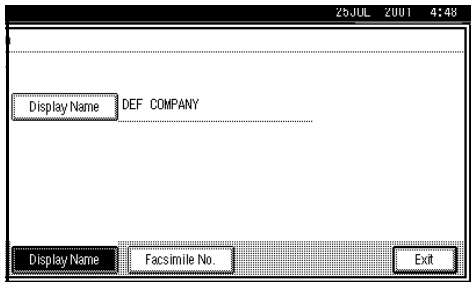 25JUL 2001 4:48
Display Name DEF COMPANY
Display Name Facsimile No. Exit